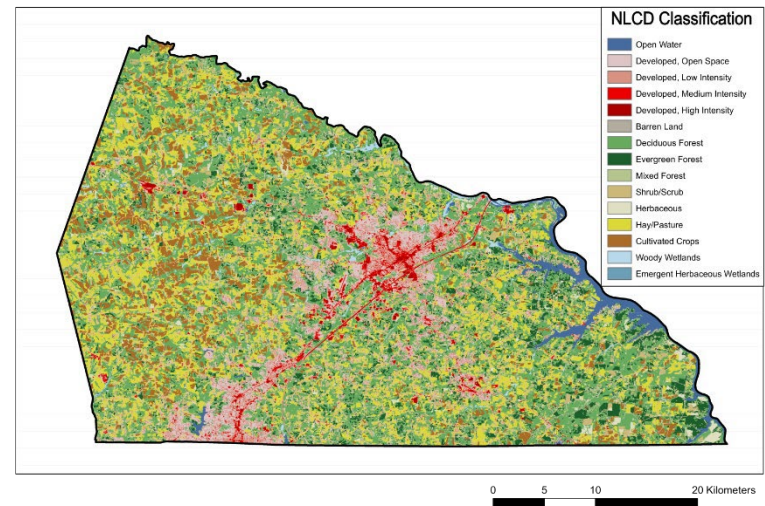 NLCD Classification
Open Water
Developed, Open Space
Developed, Low Intensity
Developed, Medium Intensity
Developed, High Intensity
Barren Land
Deciduous Forest
Evergreen Forest
Mixed Forest
Shrub/Scrub
Herbaceous
Hay/Pasture
Cultivated Crops
Woody Wetlands
Emergent Herbaceous Wetlands
0 5 10 20 Kilometers